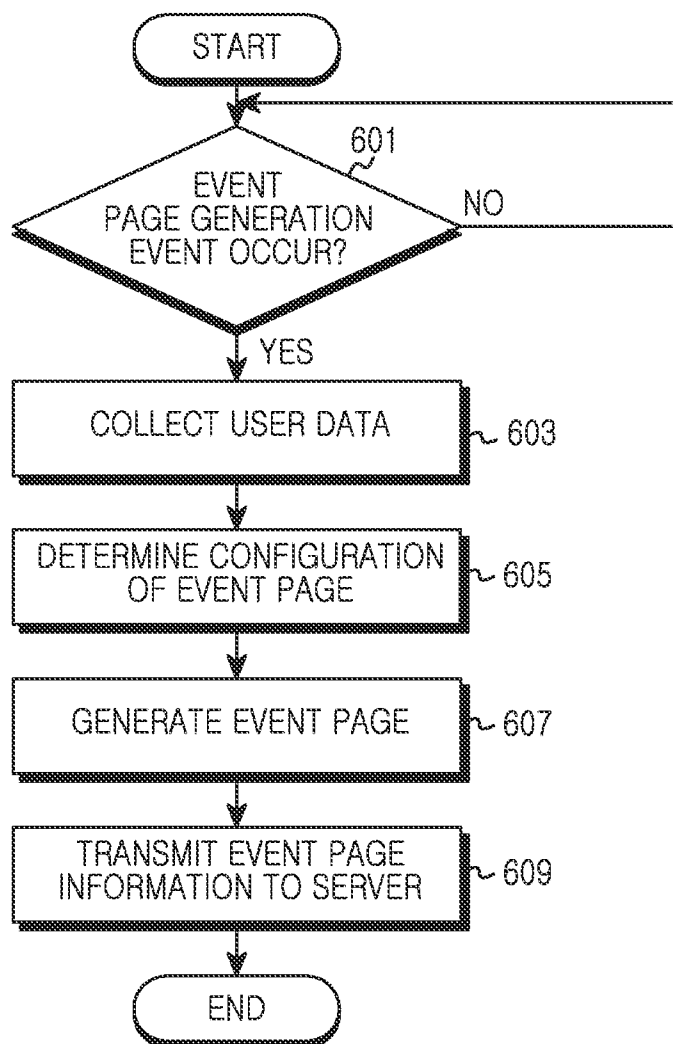 START
601
EVENT
PAGE GENERATION
EVENT OCCUR?
NO
YES
COLLECT USER DATA
603
DETERMINE CONFIGURATION
OF EVENT PAGE
605
GENERATE EVENT PAGE
607
TRANSMIT EVENT PAGE
INFORMATION TO SERVER
609
END